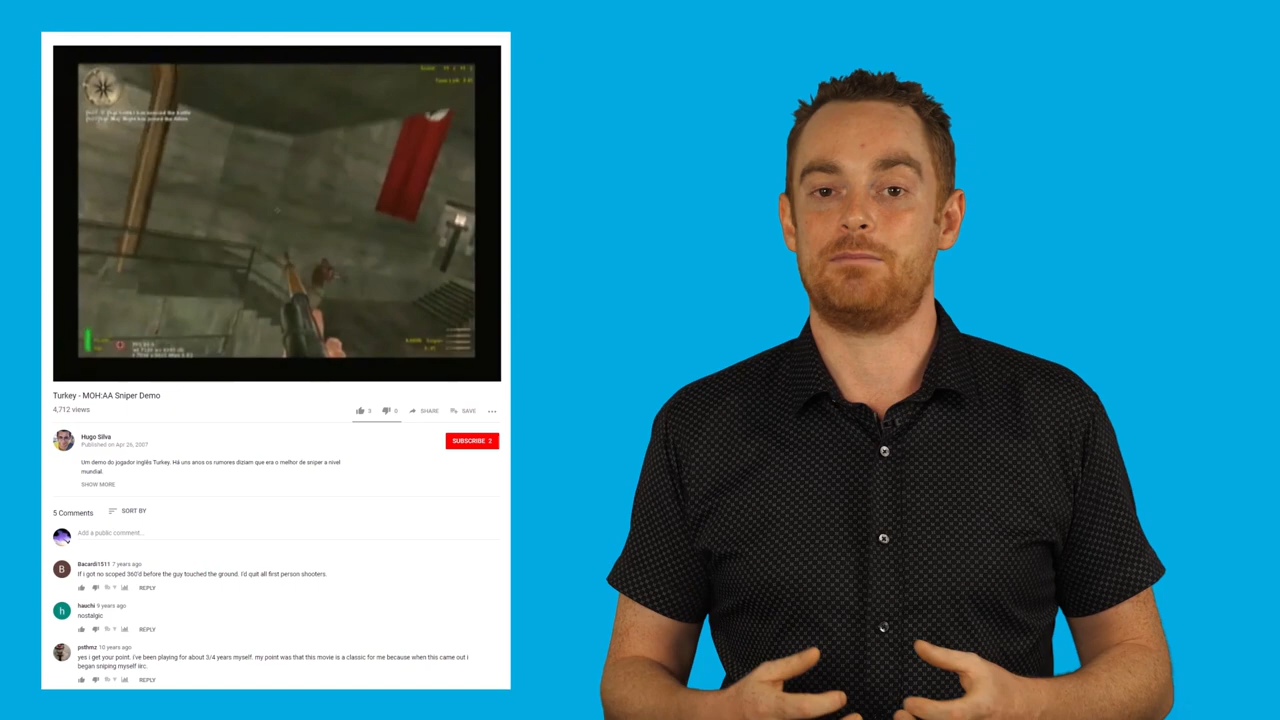 Turkey - MOH:AA Sniper Demo
4,712 views
3 0 SHARE SAVE
Hugo Silva
Published on Apr 26, 2007
SUBSCRIBE 2
Um demo do jogador inglês Turkey. Há uns anos os rumores diziam que era o melhor de sniper a nível
mundial.
SHOW MORE
5 Comments SORT BY
Add a public comment...
B
Bacardi1511 7 years ago
If i got no scoped 360'd before the guy touched the ground. I'd quit all first person shooters.
REPLY
h
hauchi 9 years ago
nostalgic
REPLY
psthmz 10 years ago
yes i get your point. i've been playing for about 3/4 years myself. my point was that this movie is a classic for me because when this came out i
began sniping myself iirc.
REPLY